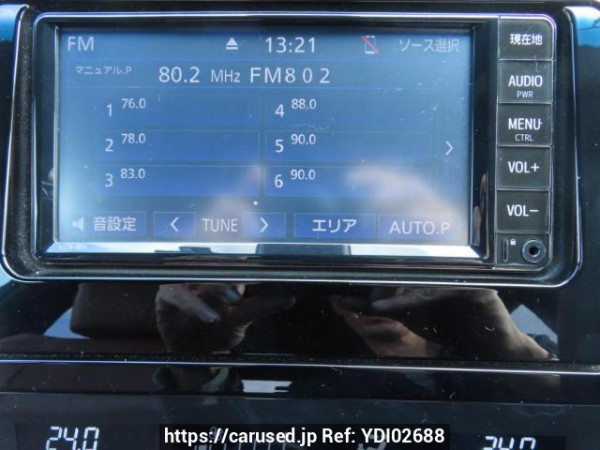 FM 13:21 ソース選択
マニュアル.P 80.2 MHz FM802
1 76.0 4 88.0
2 78.0 5 90.0 >
3 83.0 6 90.0
音設定 < TUNE > エリア AUTO.P
現在地
AUDIO
PWR
MENU
CTRL
VOL+
VOL-
24.0 24.0
https://carused.jp Ref: YDI02688